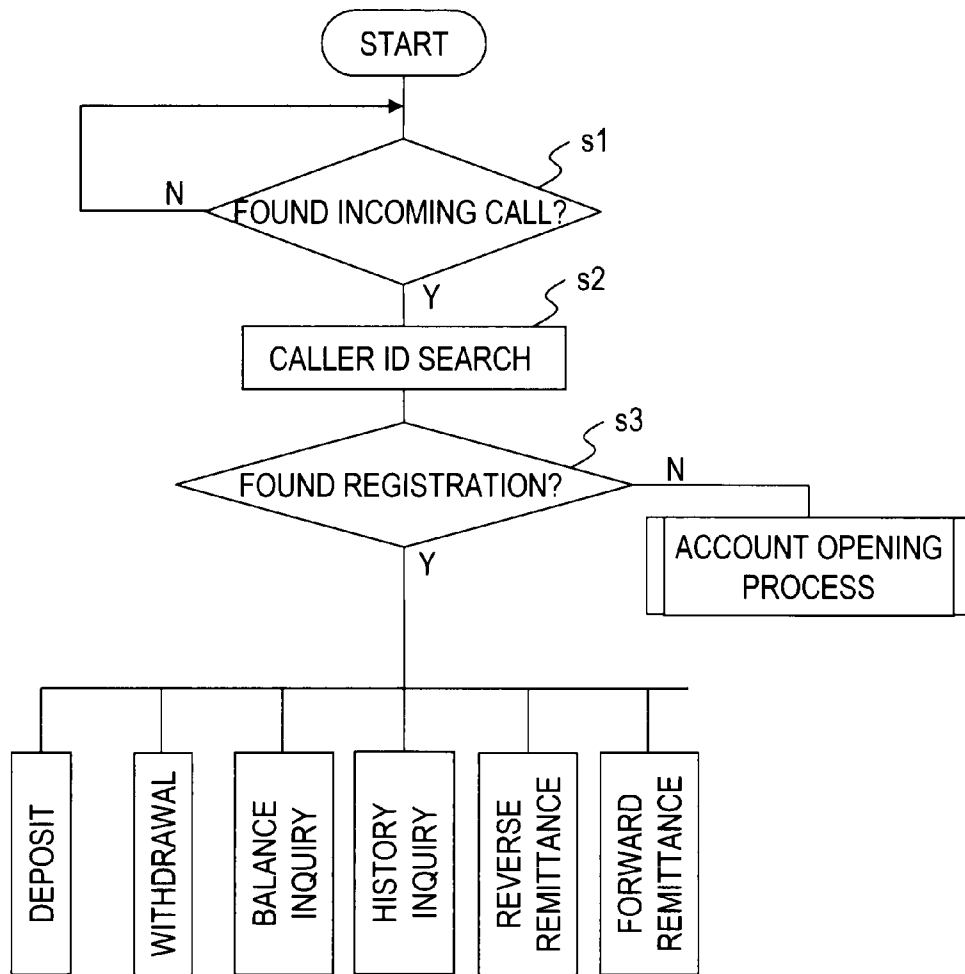 START
s1
N
FOUND INCOMING CALL?
Y
s2
CALLER ID SEARCH
s3
FOUND REGISTRATION?
N
Y
ACCOUNT OPENING
PROCESS
DEPOSIT
WITHDRAWAL
BALANCE
INQUIRY
HISTORY
INQUIRY
REVERSE
REMITTANCE
FORWARD
REMITTANCE